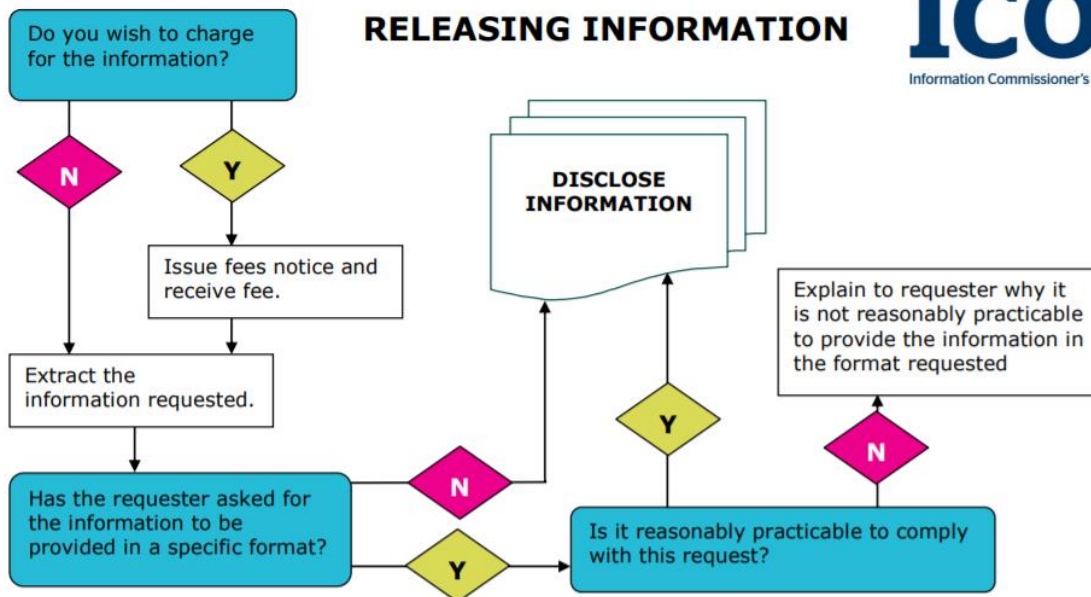 RELEASING INFORMATION
ICO
Information Commissioner's
Do you wish to charge
for the information?
N
Y
Issue fees notice and
receive fee.
Extract the
information requested.
DISCLOSE
INFORMATION
Explain to requester why it
is not reasonably practicable
to provide the information in
the format requested
Y
N
Has the requester asked for
the information to be
provided in a specific format?
N
Y
Is it reasonably practicable to comply
with this request?